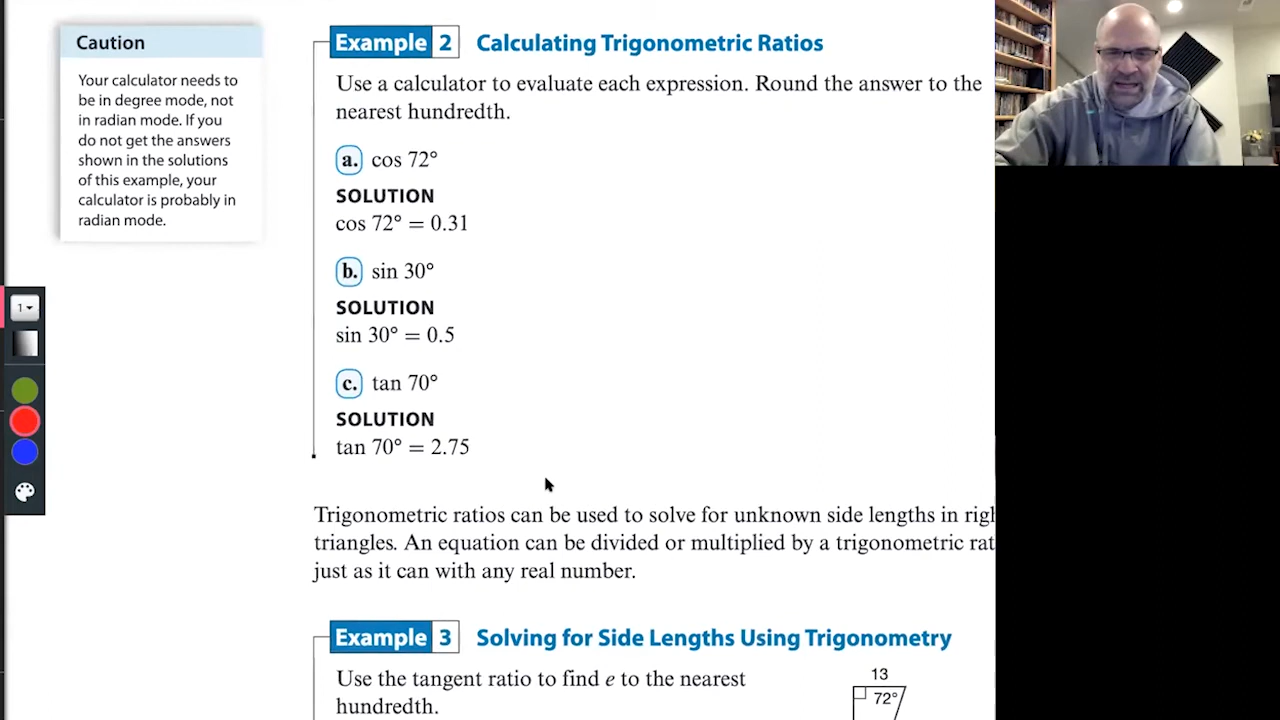 Caution
Your calculator needs to
be in degree mode, not
in radian mode. If you
do not get the answers
shown in the solutions
of this example, your
calculator is probably in
radian mode.
Example 2 Calculating Trigonometric Ratios
Use a calculator to evaluate each expression. Round the answer to the
nearest hundredth.
a. cos 72°
SOLUTION
cos 72° = 0.31
b. sin 30°
SOLUTION
sin 30° = 0.5
c. tan 70°
SOLUTION
tan 70° = 2.75
Trigonometric ratios can be used to solve for unknown side lengths in
triangles. An equation can be divided or multiplied by a trigonometric
just as it can with any real number.
Example 3 Solving for Side Lengths Using Trigonometry
Use the tangent ratio to find e to the nearest
hundredth.
13
72°
1